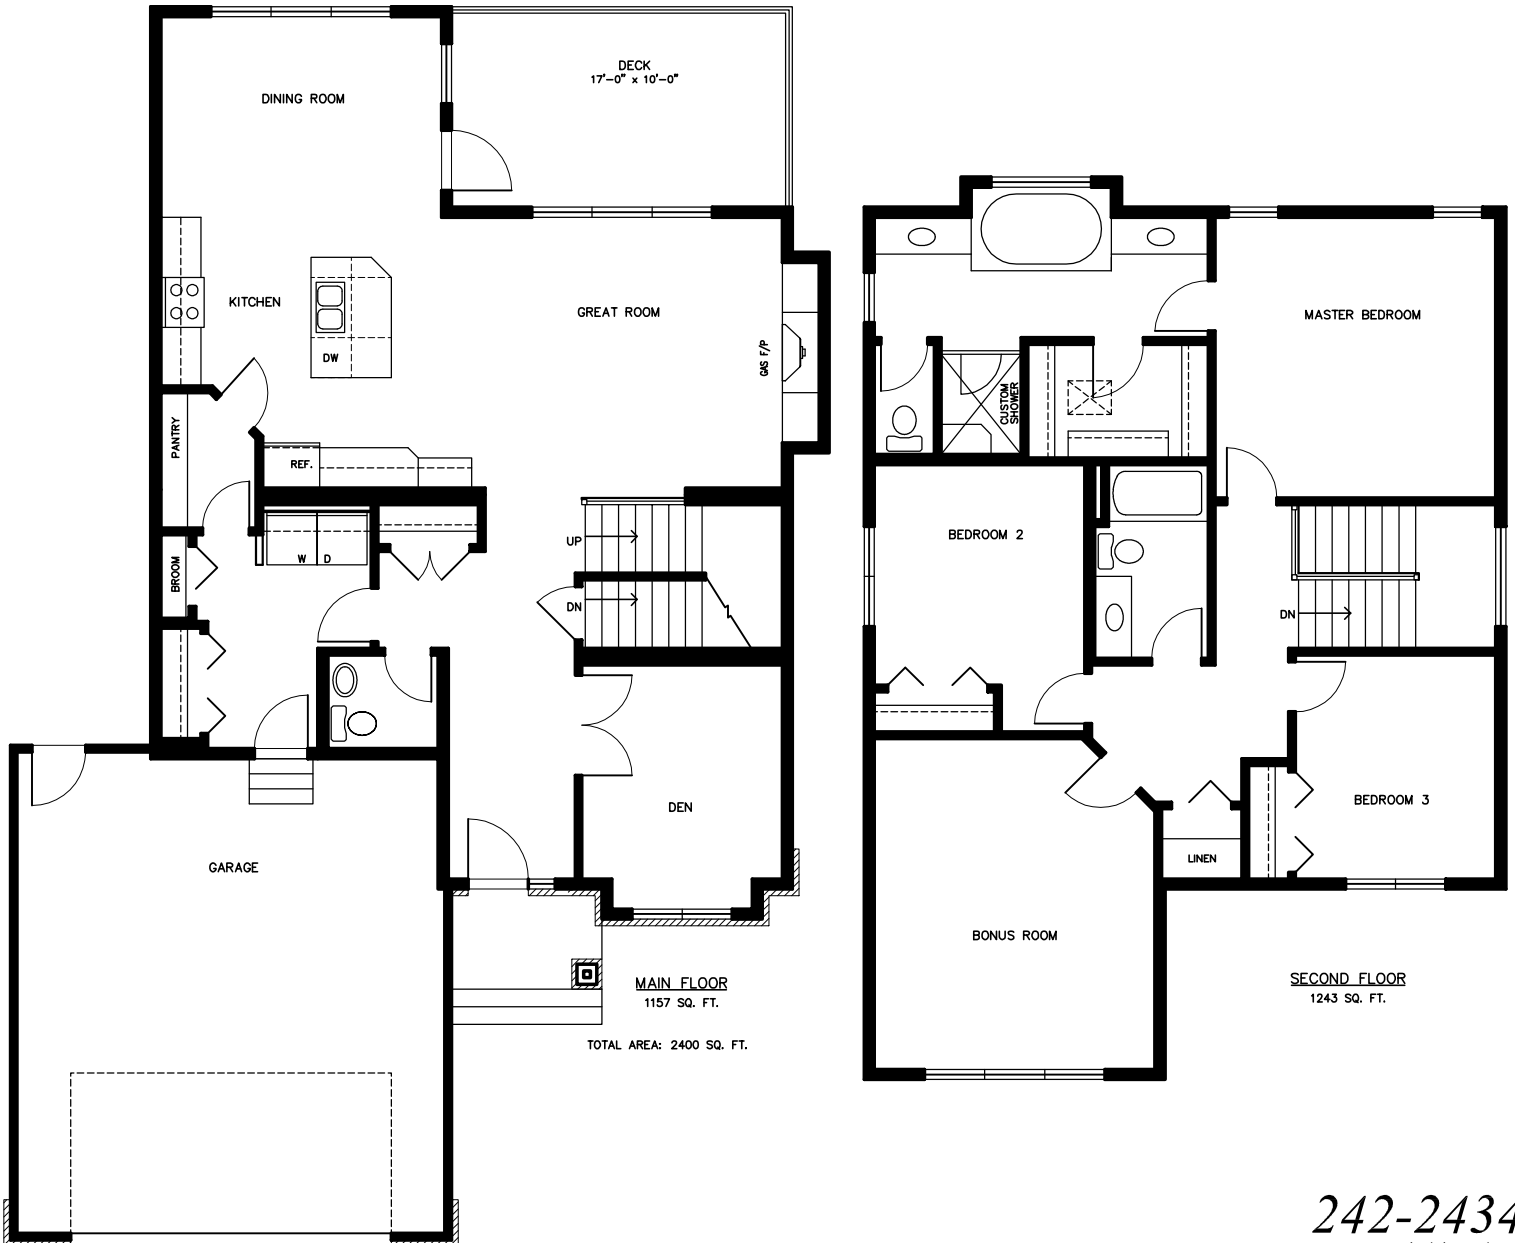 DECK
17'-0" x 10'-0"
DINING ROOM
KITCHEN
DW
GREAT ROOM
GAS F/P
PANTRY
REF.
BROOM
W D
UP
DN
DEN
GARAGE
MAIN FLOOR
1157 SQ. FT.
TOTAL AREA: 2400 SQ. FT.
MASTER BEDROOM
CUSTOM
SHOWER
BEDROOM 2
DN
BEDROOM 3
LINEN
BONUS ROOM
SECOND FLOOR
1243 SQ. FT.
242-2434